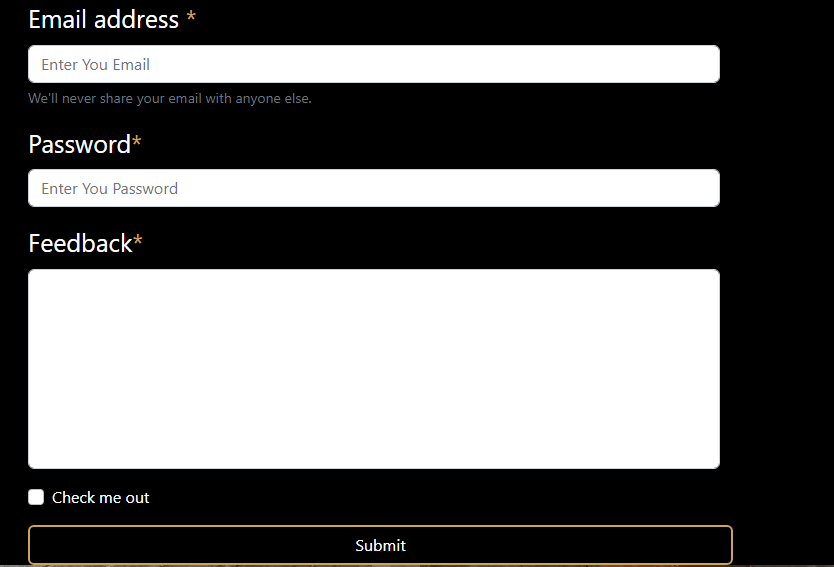 Email address *
Enter You Email
We'll never share your email with anyone else.
Password*
Enter You Password
Feedback*
Check me out
Submit